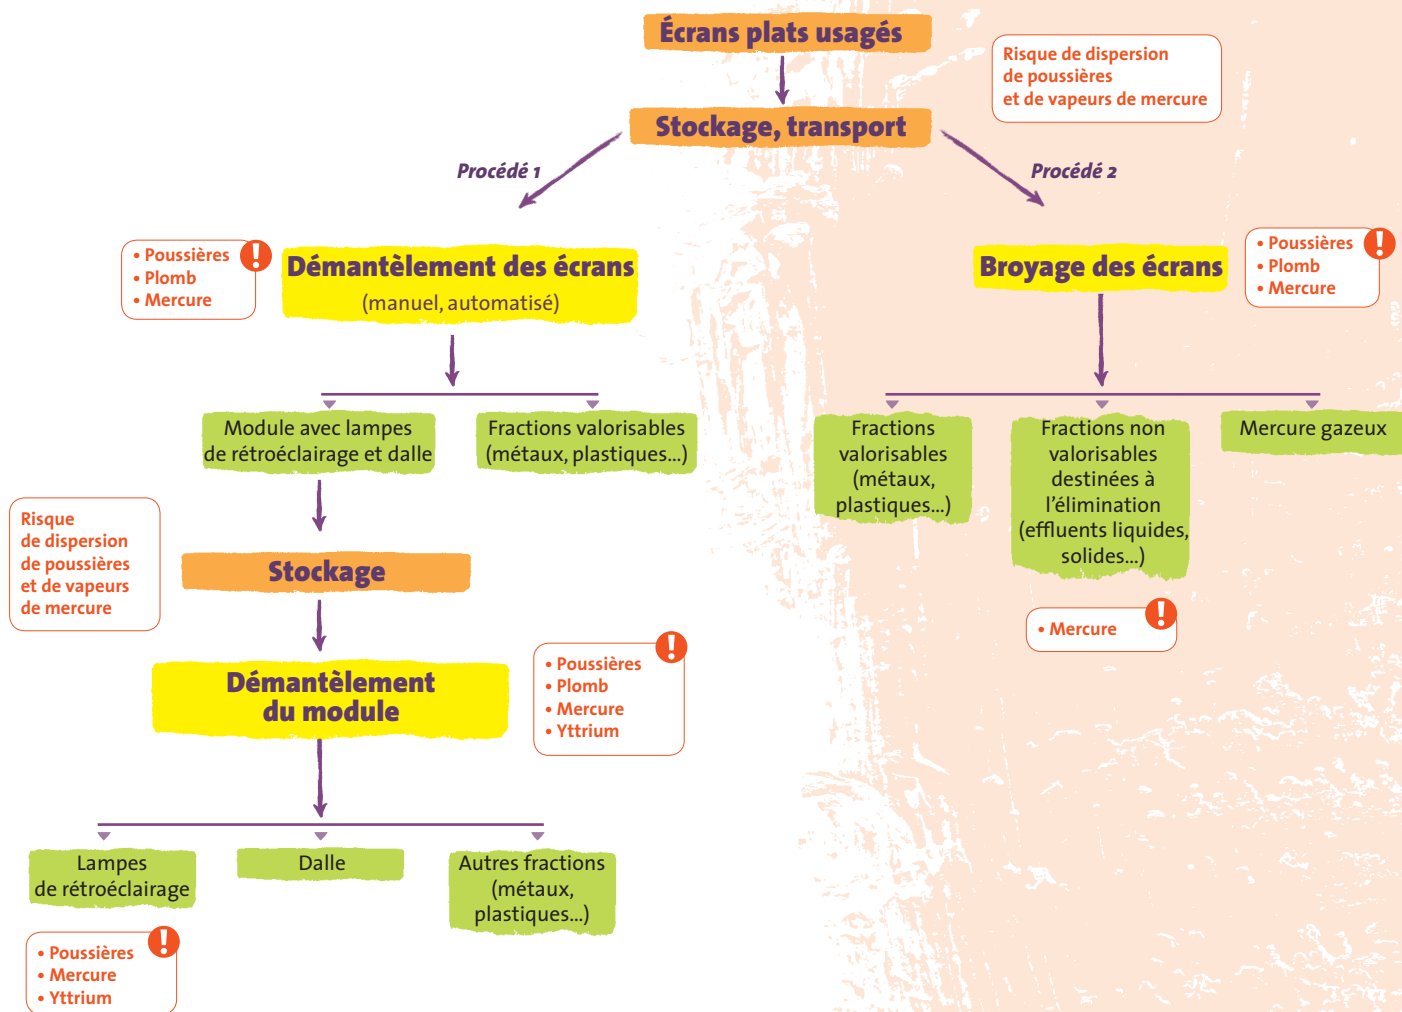 Écrans plats usagés
Risque de dispersion
de poussières
et de vapeurs de mercure
Stockage, transport
Procédé 1
Procédé 2
• Poussières
• Plomb
• Mercure
Démantèlement des écrans
(manuel, automatisé)
Broyage des écrans
• Poussières
• Plomb
• Mercure
Module avec lampes
de rétroéclairage et dalle
Fractions valorisables
(métaux, plastiques...)
Fractions
valorisables
(métaux,
plastiques...)
Fractions non
valorisables
destinées à
l'élimination
(effluents liquides,
solides...)
Mercure gazeux
Risque
de dispersion
de poussières
et de vapeurs
de mercure
Stockage
• Mercure
Démantèlement
du module
• Poussières
• Plomb
• Mercure
• Yttrium
Lampes
de rétroéclairage
Dalle
Autres fractions
(métaux,
plastiques...)
• Poussières
• Mercure
• Yttrium